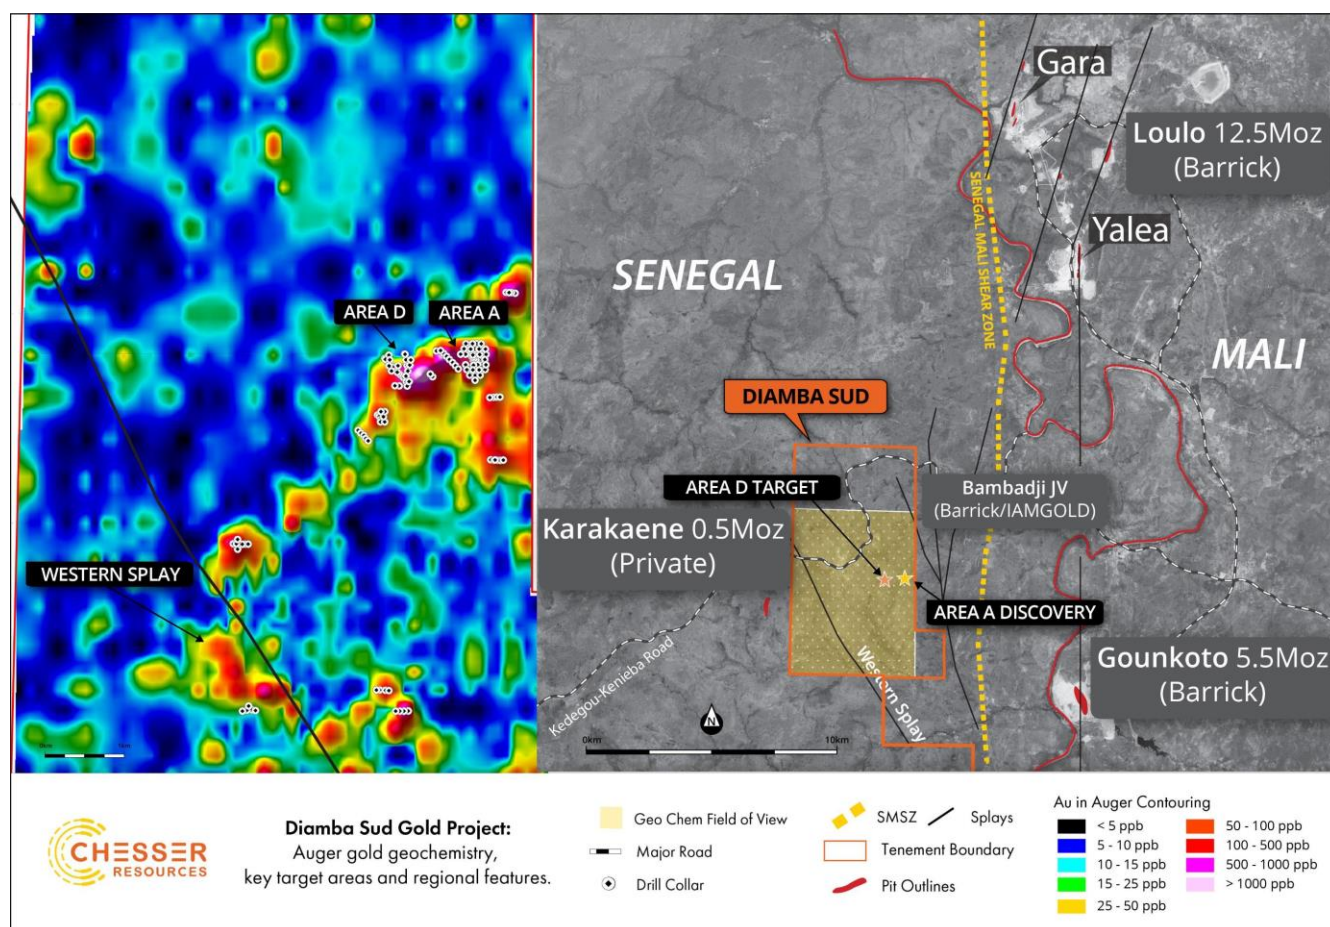 AREA D
AREA A
WESTERN SPLAY
Gara
Loulo 12.5Moz
(Barrick)
SENEGAL MALI SHEAR ZONE
Yalea
SENEGAL
MALI
DIAMBA SUD
AREA D TARGET
Bambadji JV
(Barrick/IAMGOLD)
Karakaene 0.5Moz
(Private)
AREA A DISCOVERY
Gounkoto 5.5Moz
(Barrick)
Western Splay
Kedegou-Kenieba Road
N
0km
10km
CHESSER
RESOURCES
Diamba Sud Gold Project:
Auger gold geochemistry,
key target areas and regional features.
Geo Chem Field of View
Major Road
Drill Collar
SMSZ
Splays
Tenement Boundary
Pit Outlines
Au in Auger Contouring
< 5 ppb
5 - 10 ppb
10 - 15 ppb
15 - 25 ppb
25 - 50 ppb
50 - 100 ppb
100 - 500 ppb
500 - 1000 ppb
> 1000 ppb